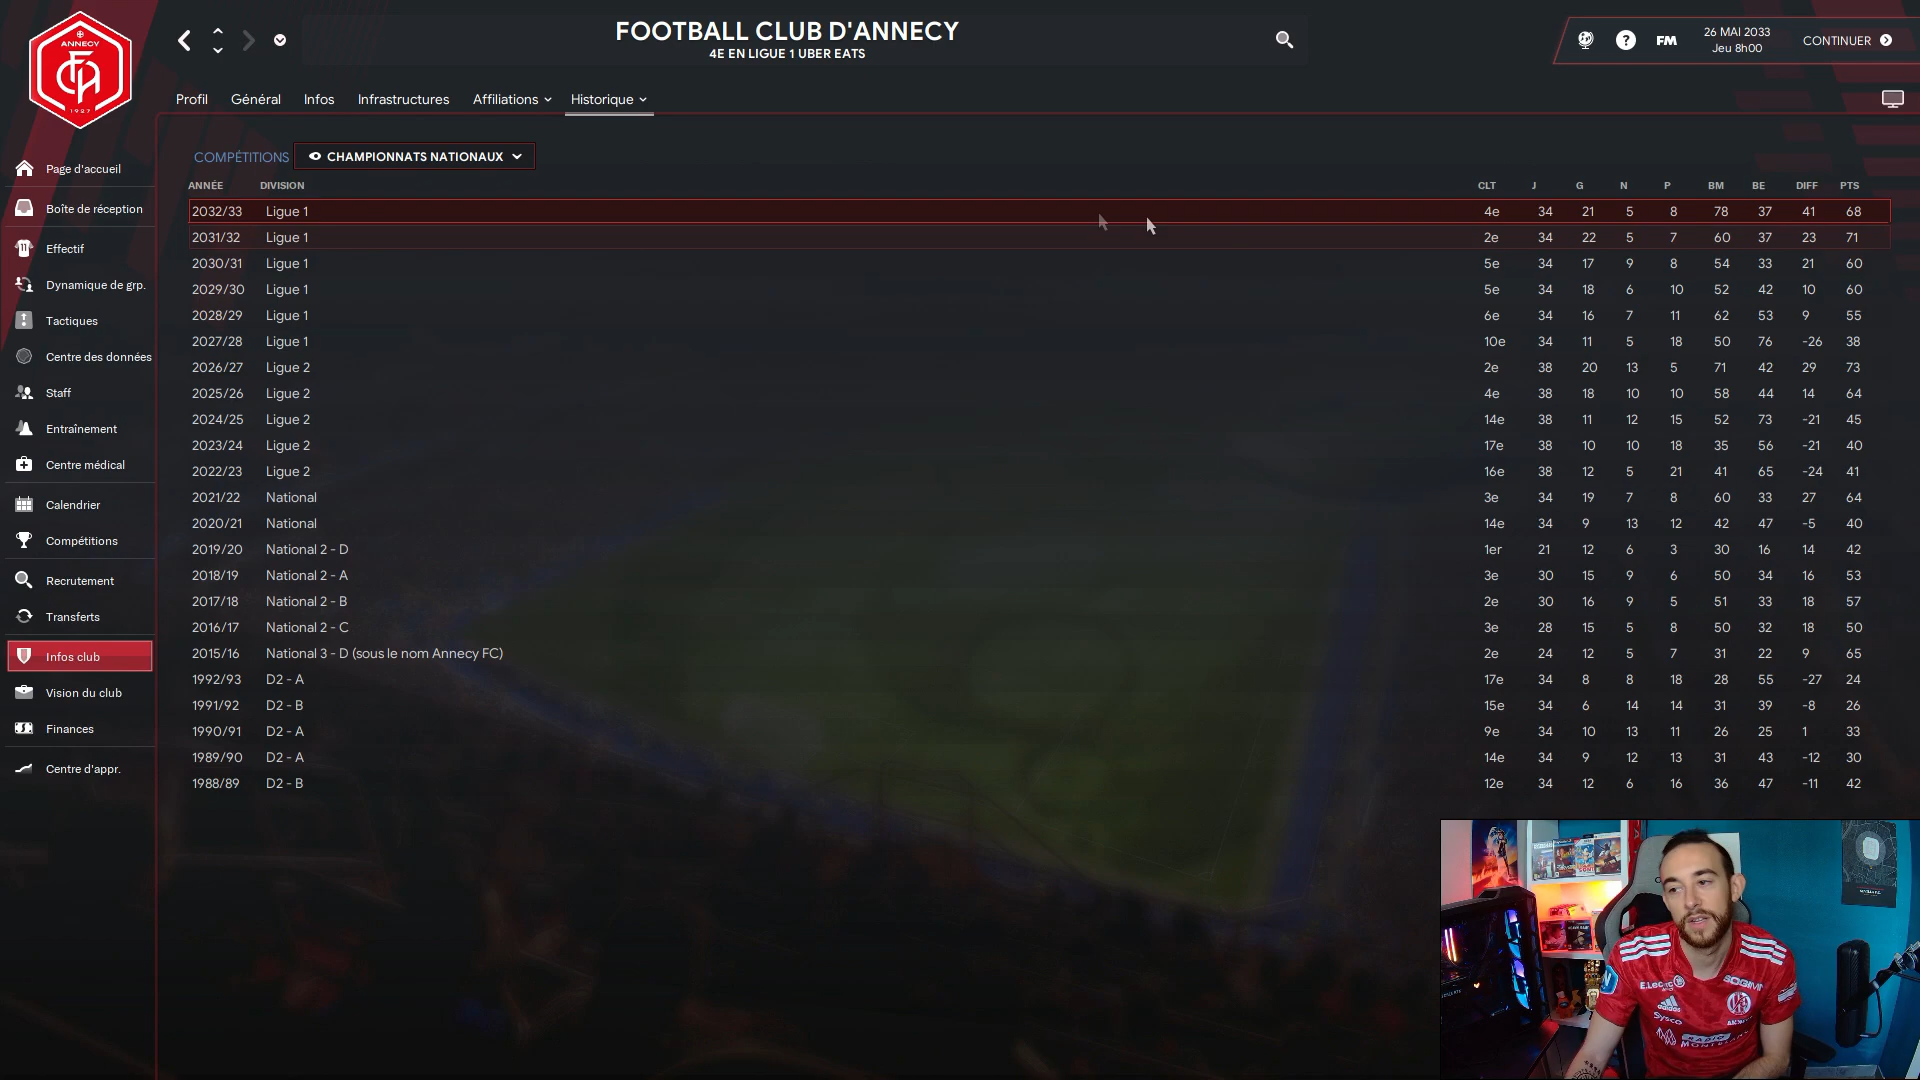 FOOTBALL CLUB D'ANNECY
4E EN LIGUE 1 UBER EATS
FM
26 MAI 2033
Jeu 8h00
CONTINUER
ANNECY
FCA
1927
Profil Général Infos Infrastructures Affiliations Historique
Page d'accueil
Boîte de réception
Effectif
Dynamique de grp.
Tactiques
Centre des données
Staff
Entraînement
Centre médical
Calendrier
Compétitions
Recrutement
Transferts
Infos club
Vision du club
Finances
Centre d'appr.
COMPÉTITIONS CHAMPIONNATS NATIONAUX
ANNÉE DIVISION CLT J G N P BM BE DIFF PTS
2032/33 Ligue 1 4e 34 21 5 8 78 37 41 68
2031/32 Ligue 1 2e 34 22 5 7 60 37 23 71
2030/31 Ligue 1 5e 34 17 9 8 54 33 21 60
2029/30 Ligue 1 5e 34 18 6 10 52 42 10 60
2028/29 Ligue 1 6e 34 16 7 11 62 53 9 55
2027/28 Ligue 1 10e 34 11 5 18 50 76 -26 38
2026/27 Ligue 2 2e 38 20 13 5 71 42 29 73
2025/26 Ligue 2 4e 38 18 10 10 58 44 14 64
2024/25 Ligue 2 14e 38 11 12 15 52 73 -21 45
2023/24 Ligue 2 17e 38 10 10 18 35 56 -21 40
2022/23 Ligue 2 16e 38 12 5 21 41 65 -24 41
2021/22 National 3e 34 19 7 8 60 33 27 64
2020/21 National 14e 34 9 13 12 42 47 -5 40
2019/20 National 2 - D 1er 21 12 6 3 30 16 14 42
2018/19 National 2 - A 3e 30 15 9 6 50 34 16 53
2017/18 National 2 - B 2e 30 16 9 5 51 33 18 57
2016/17 National 2 - C 3e 28 15 5 8 50 32 18 50
2015/16 National 3 - D (sous le nom Annecy FC) 2e 24 12 5 7 31 22 9 65
1992/93 D2 - A 17e 34 8 8 18 28 55 -27 24
1991/92 D2 - B 15e 34 6 14 14 31 39 -8 26
1990/91 D2 - A 9e 34 10 13 11 26 25 1 33
1989/90 D2 - A 14e 34 9 12 13 31 43 -12 30
1988/89 D2 - B 12e 34 12 6 16 36 47 -11 42
E.Leclerc
adidas
Sysco